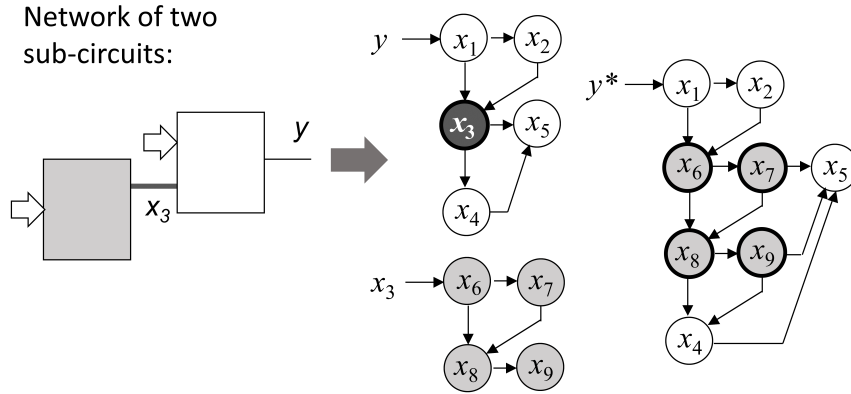 Network of two
sub-circuits:
y
x₃
y
x₁
x₂
x₃
x₅
x₄
x₃
x₆
x₇
x₈
x₉
y*
x₁
x₂
x₆
x₇
x₅
x₈
x₉
x₄